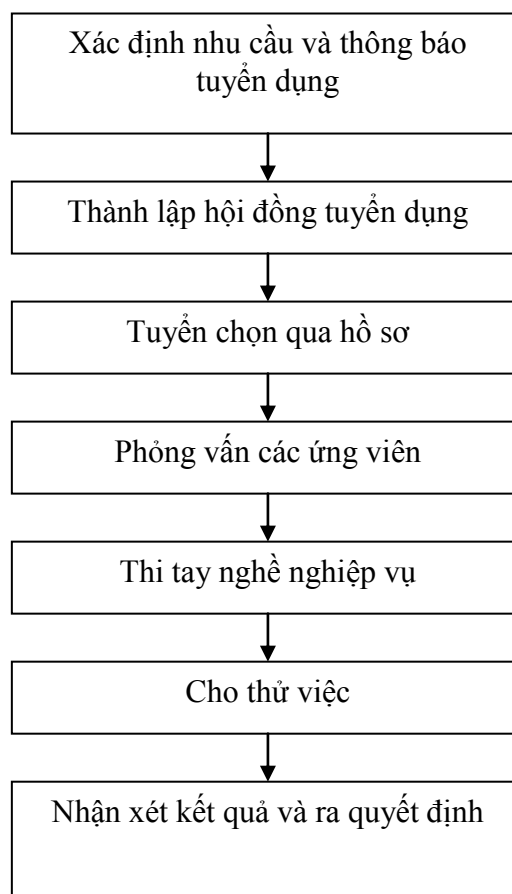 Xác định nhu cầu và thông báo
tuyển dụng
Thành lập hội đồng tuyển dụng
Tuyển chọn qua hồ sơ
Phỏng vấn các ứng viên
Thi tay nghề nghiệp vụ
Cho thử việc
Nhận xét kết quả và ra quyết định